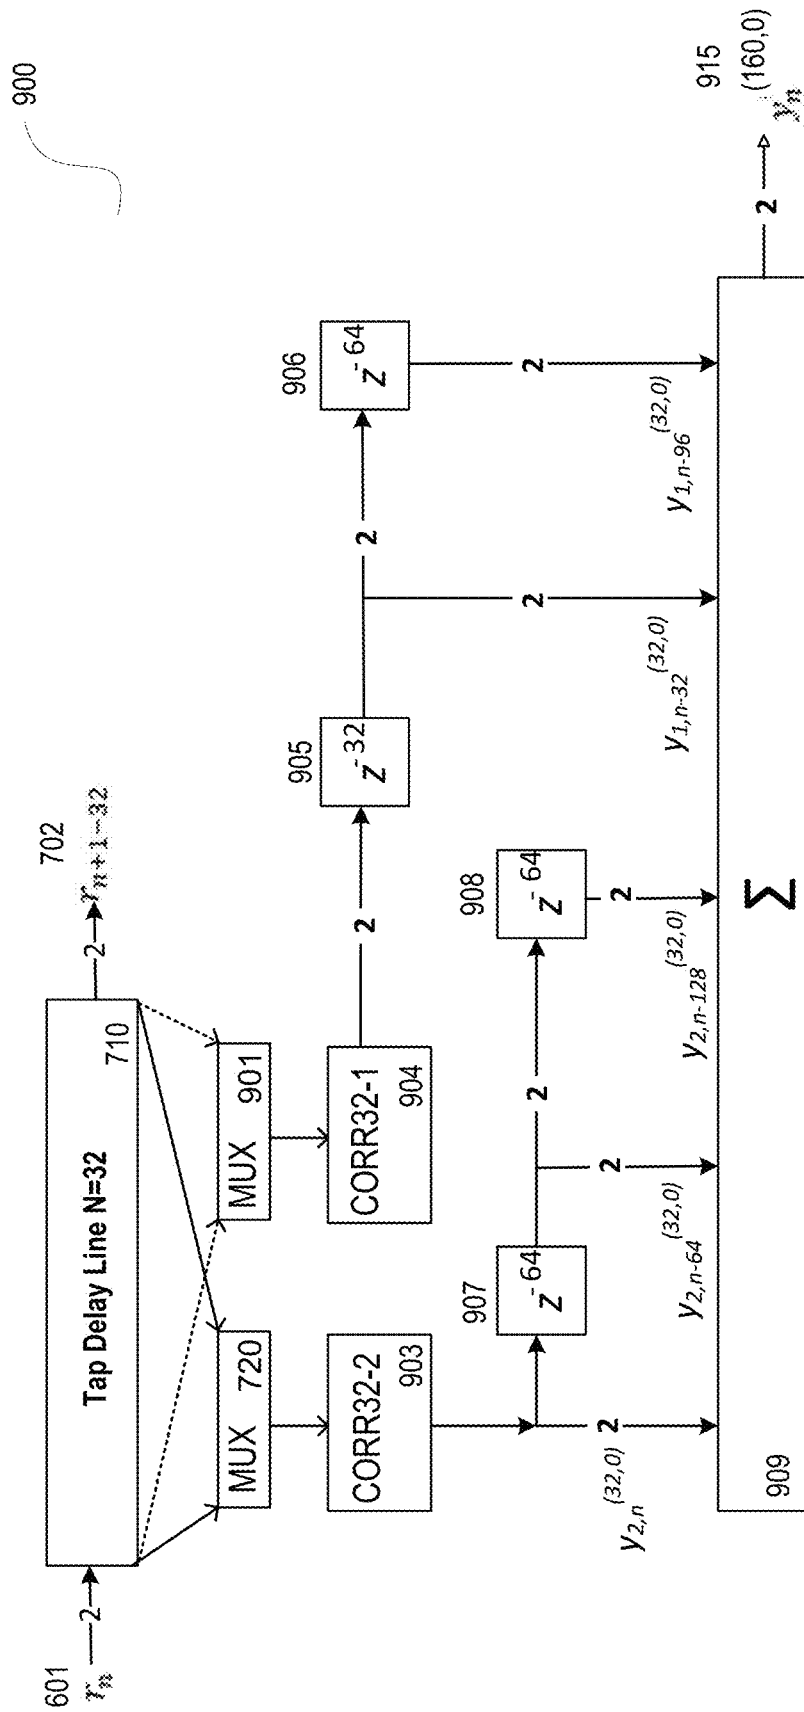 900
601
r_n
2
Tap Delay Line N=32
710
2
702
r_{n+1-32}
MUX 720
MUX 901
CORR32-2
903
CORR32-1
904
2
905
z^{-32}
2
906
z^{-64}
907
z^{-64}
2
908
z^{-64}
2
y_{2,n}^{(32,0)}
2
y_{2,n-64}^{(32,0)}
2
y_{2,n-128}^{(32,0)}
2
y_{1,n-32}^{(32,0)}
2
y_{1,n-96}^{(32,0)}
909
Σ
2
915
y_n^{(160,0)}